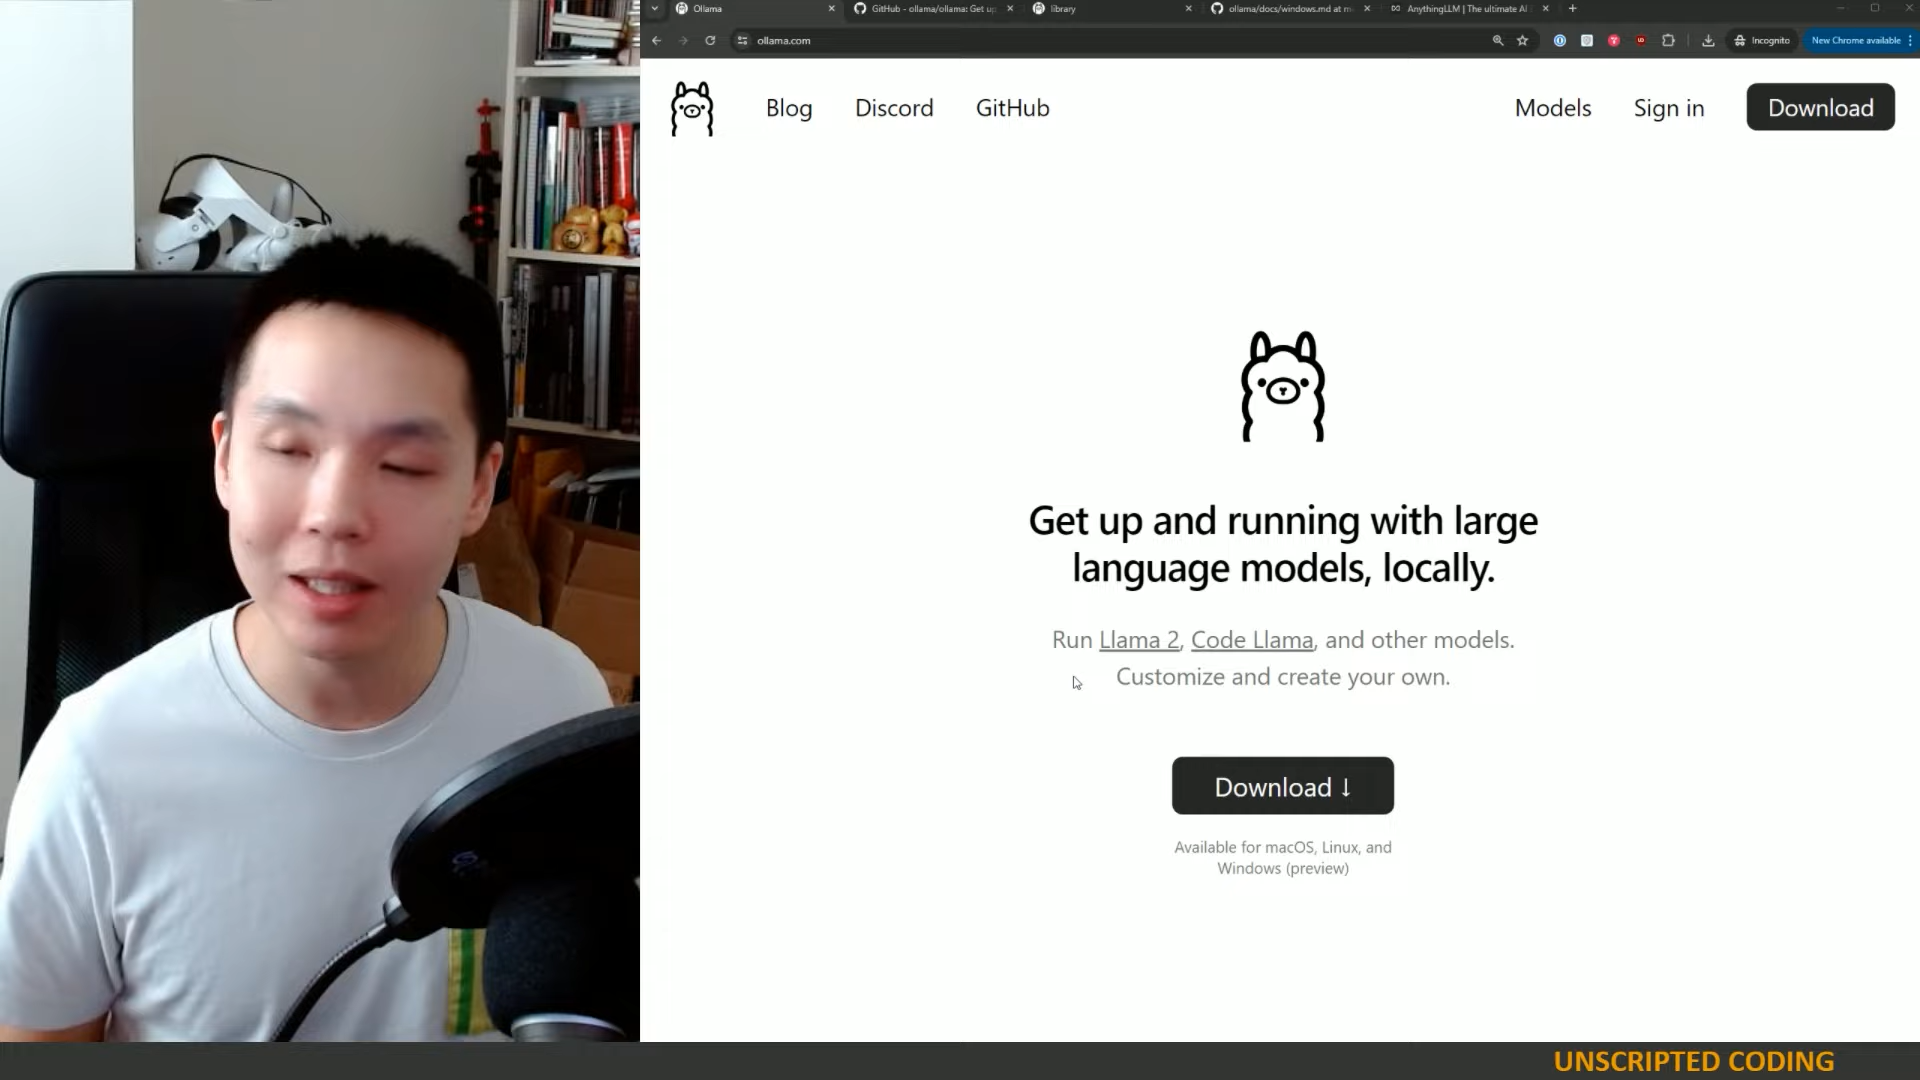 Ollama
GitHub - ollama/ollama: Get up
library
ollama/docs/windows.md at m
AnythingLLM | The ultimate AI
ollama.com
Incognito
New Chrome available
Blog
Discord
GitHub
Models
Sign in
Download
Get up and running with large
language models, locally.
Run Llama 2, Code Llama, and other models.
Customize and create your own.
Download ↓
Available for macOS, Linux, and
Windows (preview)
UNSCRIPTED CODING